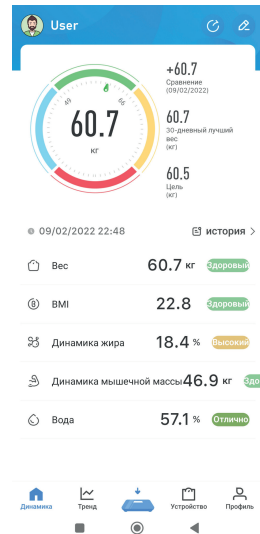 User
+60.7
Сравнение
(09/02/2022)
49
66
60.7
кг
60.7
30-дневный лучший
вес
(кг)
60.5
Цель
(кг)
09/02/2022 22:48
история >
Вес 60.7 кг Здоровый
BMI 22.8 Здоровый
Динамика жира 18.4 % Высокий
Динамика мышечной массы 46.9 кг Здо
Вода 57.1 % Отлично
Динамика Тренд Устройство Профиль